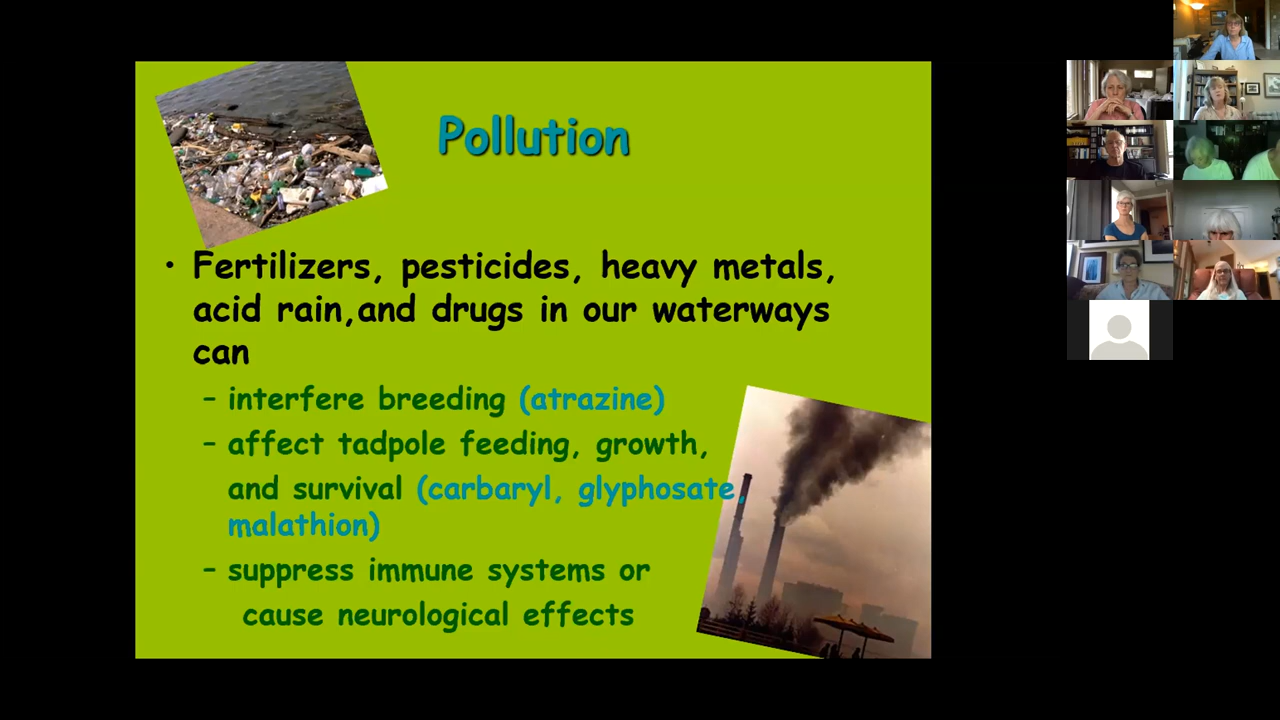 Pollution
• Fertilizers, pesticides, heavy metals,
acid rain,and drugs in our waterways
can
– interfere breeding (atrazine)
– affect tadpole feeding, growth,
and survival (carbaryl, glyphosate,
malathion)
– suppress immune systems or
cause neurological effects